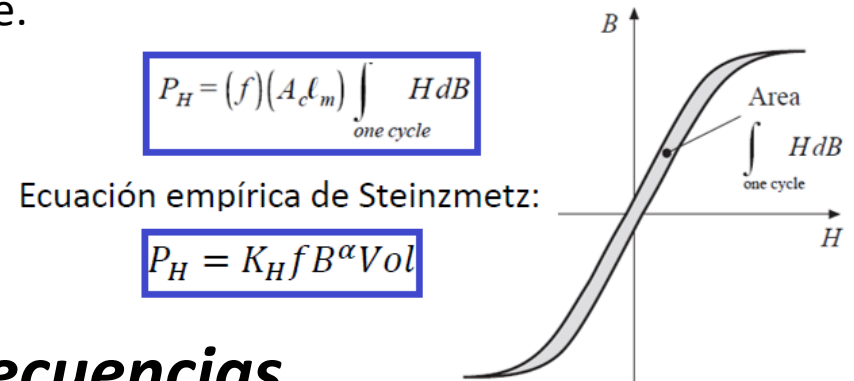 e.
P_H = (f)(A_c ℓ_m) ∫ H dB
one cycle
Ecuación empírica de Steinzmetz:
P_H = K_H f B^α Vol
B
Area
∫ H dB
one cycle
H
ecuencias